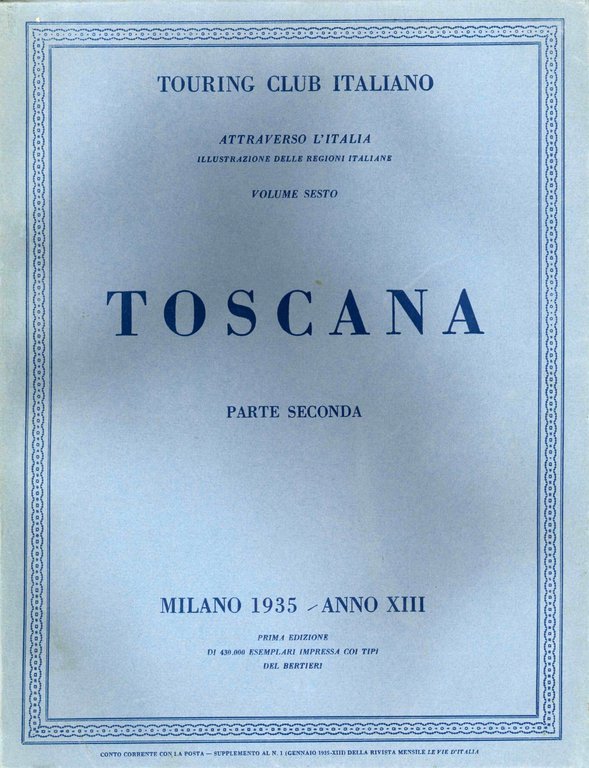 TOURING CLUB ITALIANO
ATTRAVERSO L'ITALIA
ILLUSTRAZIONE DELLE REGIONI ITALIANE
VOLUME SESTO
TOSCANA
PARTE SECONDA
MILANO 1935 - ANNO XIII
PRIMA EDIZIONE
DI 430.000 ESEMPLARI IMPRESSA COI TIPI
DEL BERTIERI
CONTO CORRENTE CON LA POSTA — SUPPLEMENTO AL N. 1 (GENNAIO 1935-XIII) DELLA RIVISTA MENSILE LE VIE D'ITALIA